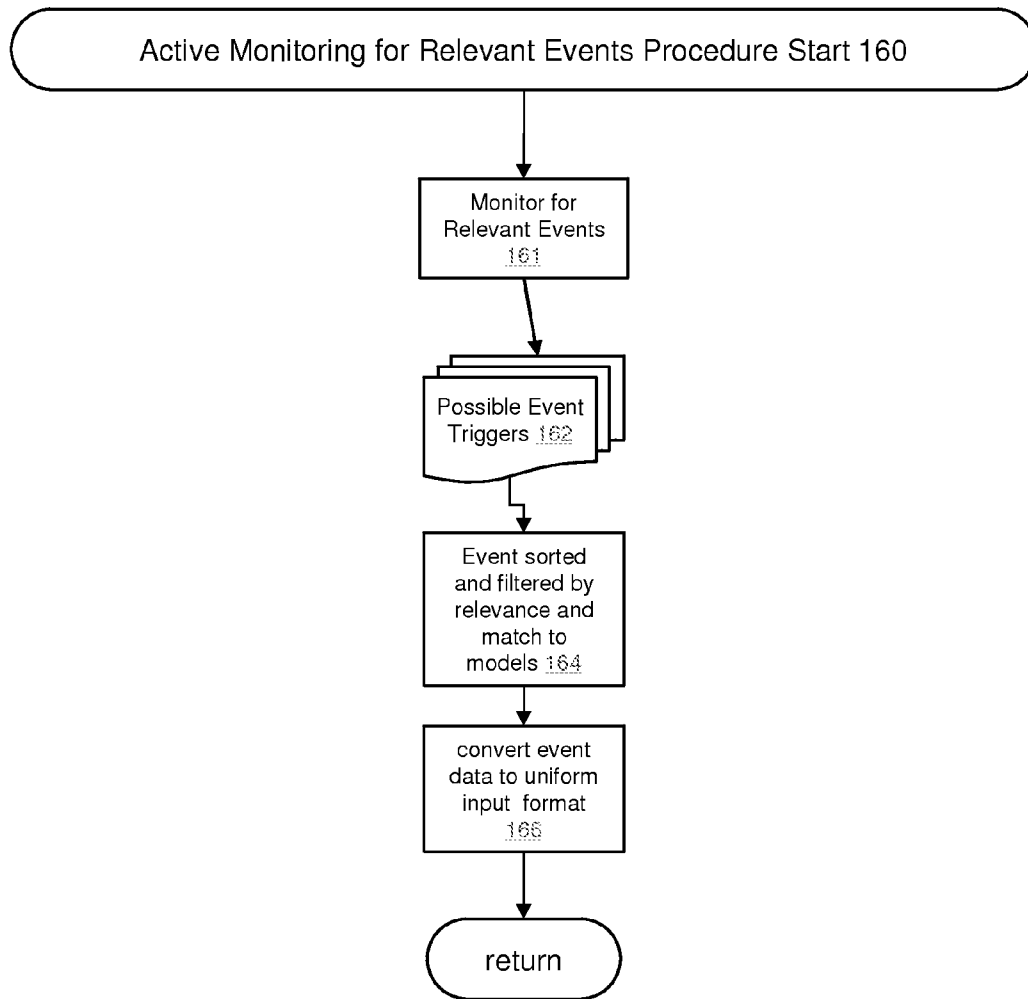 Active Monitoring for Relevant Events Procedure Start 160
Monitor for
Relevant Events
161
Possible Event
Triggers 162
Event sorted
and filtered by
relevance and
match to
models 164
convert event
data to uniform
input format
165
return